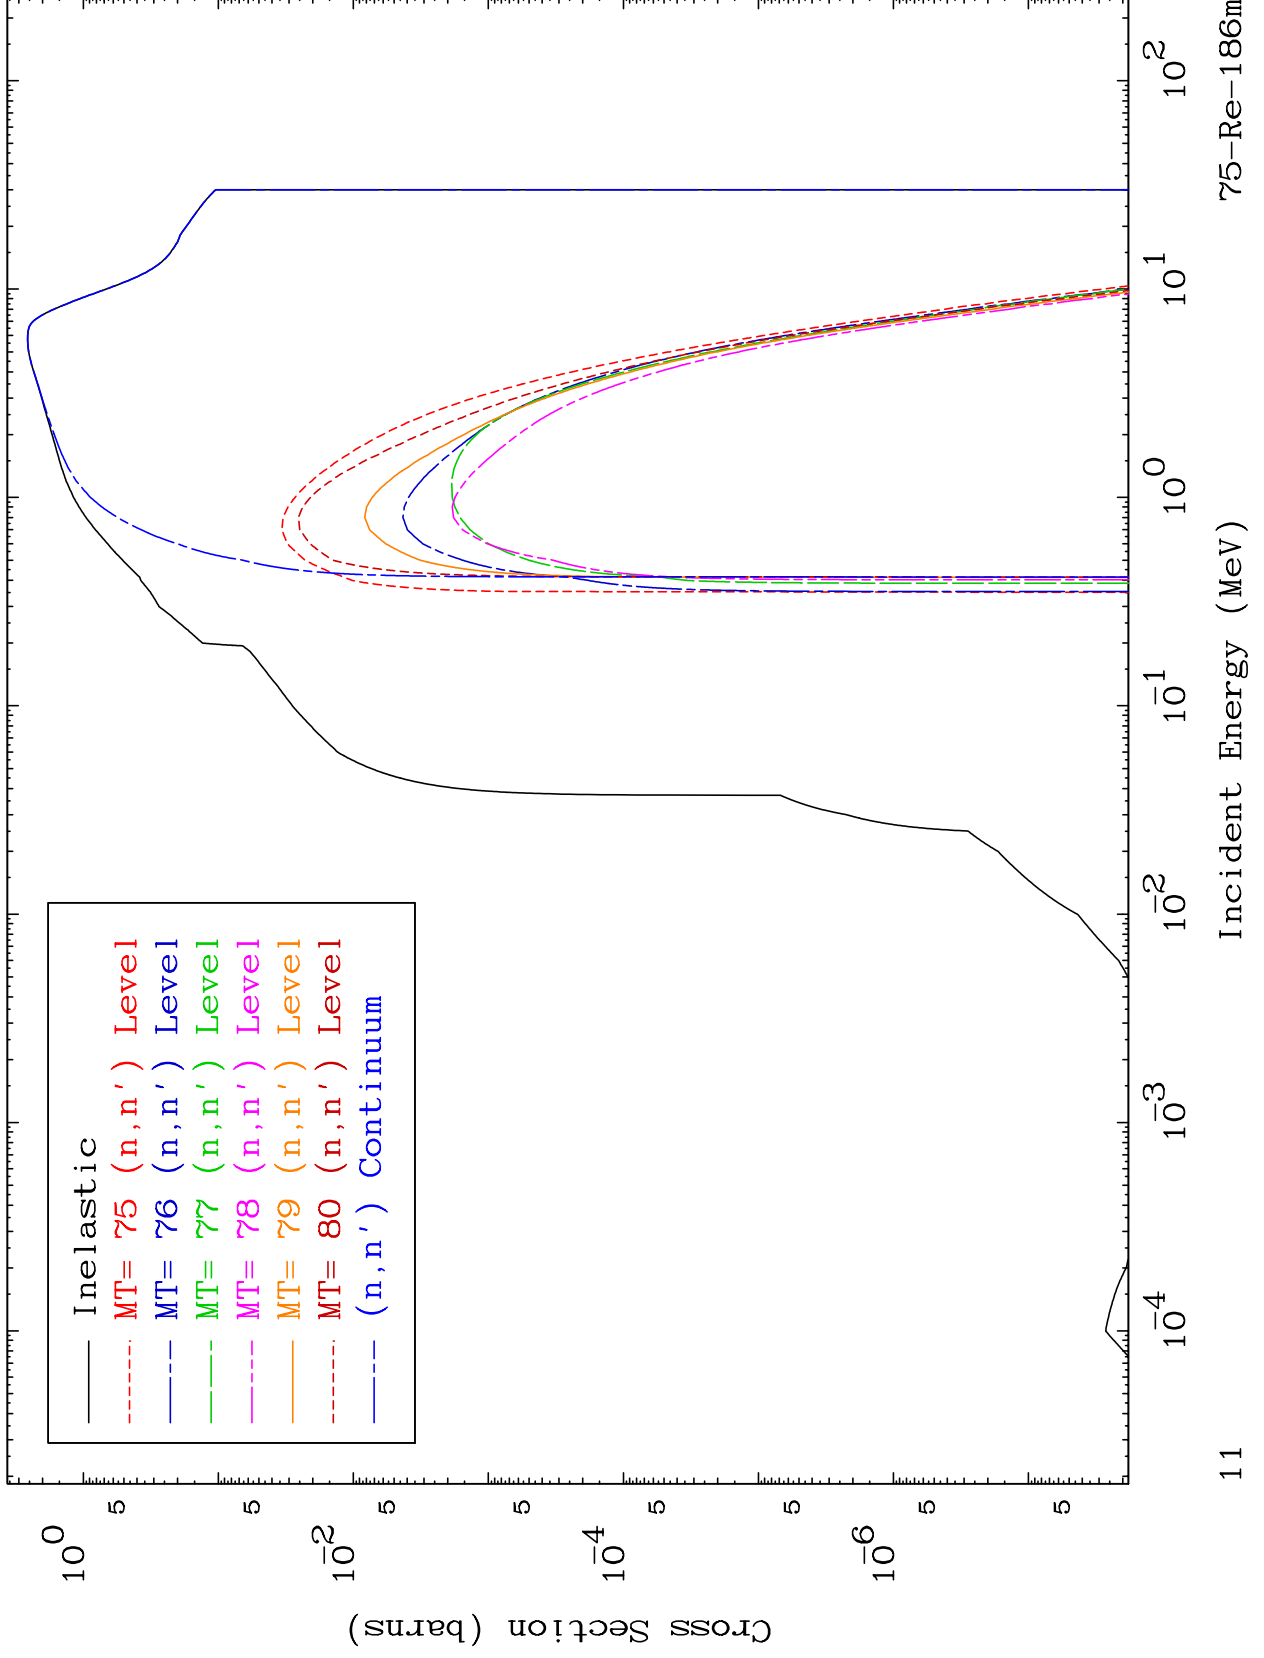 Inelastic
MT= 75 (n,n') Level
MT= 76 (n,n') Level
MT= 77 (n,n') Level
MT= 78 (n,n') Level
MT= 79 (n,n') Level
MT= 80 (n,n') Level
(n,n') Continuum
Cross Section (barns)
10^0
5
5
10^-2
5
5
10^-4
5
5
10^-6
5
5
10^-4
10^-3
10^-2
10^-1
10^0
10^1
10^2
Incident Energy (MeV)
11
75-Re-186m